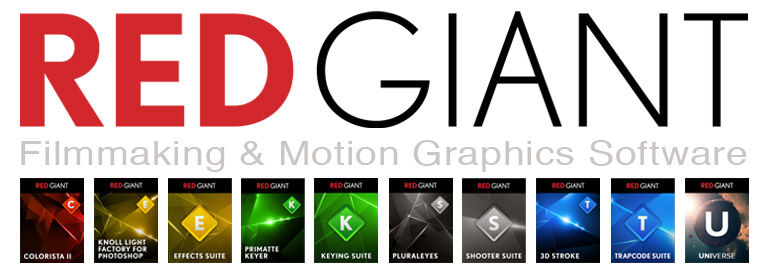 RED GIANT
Filmmaking & Motion Graphics Software
RED GIANT
C
COLORISTA II
RED GIANT
E
KNOLL LIGHT
FACTORY FOR
PHOTOSHOP
RED GIANT
E
EFFECTS SUITE
RED GIANT
K
PRIMATTE
KEYER
RED GIANT
K
KEYING SUITE
RED GIANT
S
PLURALEYES
RED GIANT
S
SHOOTER SUITE
RED GIANT
T
3D STROKE
RED GIANT
T
TRAPCODE SUITE
RED GIANT
U
UNIVERSE